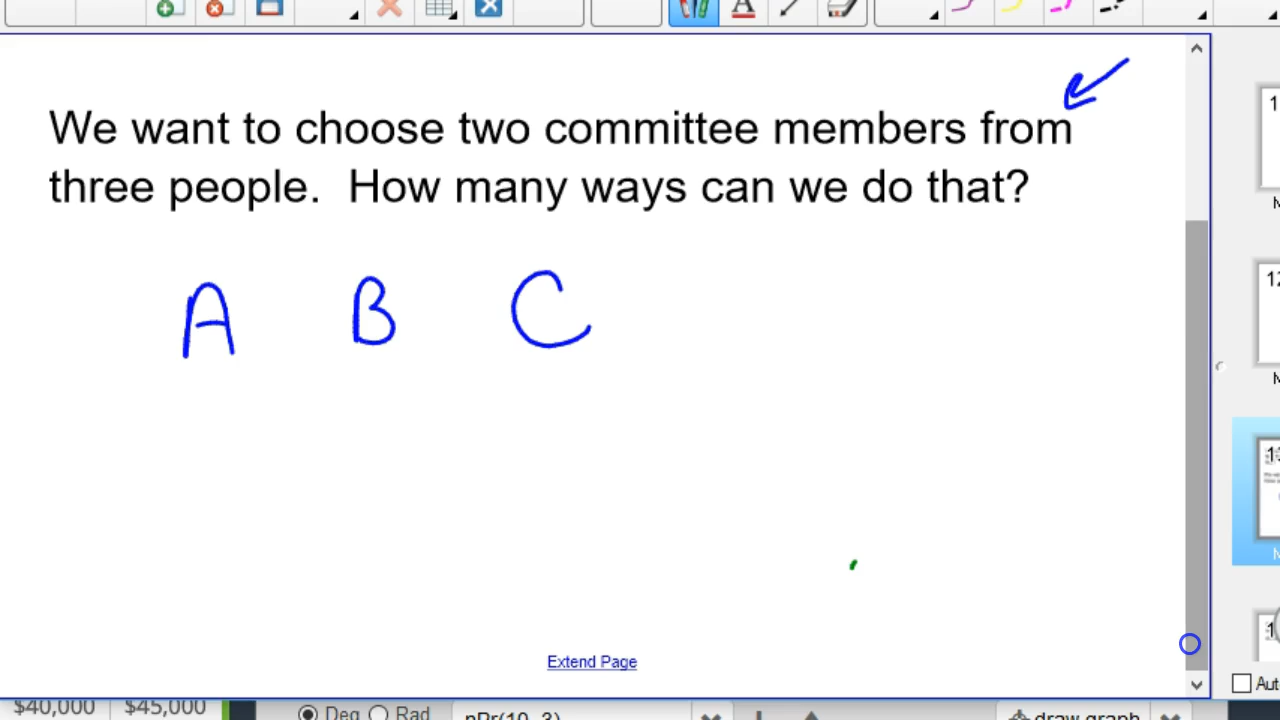 We want to choose two committee members from
three people. How many ways can we do that?
A B C
Extend Page
$40,000 $45,000
Deg Rad
nPr(10, 3)
draw graph
Aut